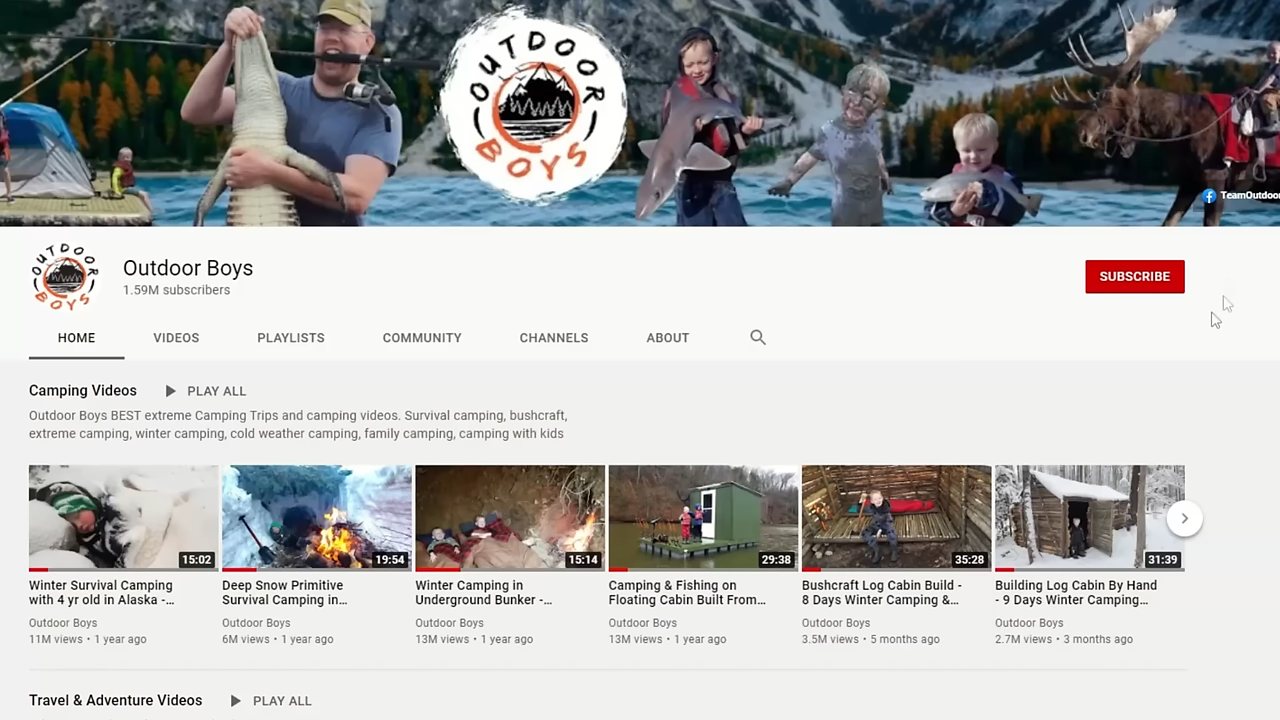 OUTDOOR
BOYS
TeamOutdoor
OUTDOOR
BOYS
Outdoor Boys
1.59M subscribers
SUBSCRIBE
HOME
VIDEOS
PLAYLISTS
COMMUNITY
CHANNELS
ABOUT
Camping Videos
PLAY ALL
Outdoor Boys BEST extreme Camping Trips and camping videos. Survival camping, bushcraft,
extreme camping, winter camping, cold weather camping, family camping, camping with kids
15:02
19:54
15:14
29:38
35:28
31:39
Winter Survival Camping
with 4 yr old in Alaska -...
Outdoor Boys
11M views • 1 year ago
Deep Snow Primitive
Survival Camping in...
Outdoor Boys
6M views • 1 year ago
Winter Camping in
Underground Bunker -...
Outdoor Boys
13M views • 1 year ago
Camping & Fishing on
Floating Cabin Built From...
Outdoor Boys
13M views • 1 year ago
Bushcraft Log Cabin Build -
8 Days Winter Camping &...
Outdoor Boys
3.5M views • 5 months ago
Building Log Cabin By Hand
- 9 Days Winter Camping...
Outdoor Boys
2.7M views • 3 months ago
Travel & Adventure Videos
PLAY ALL